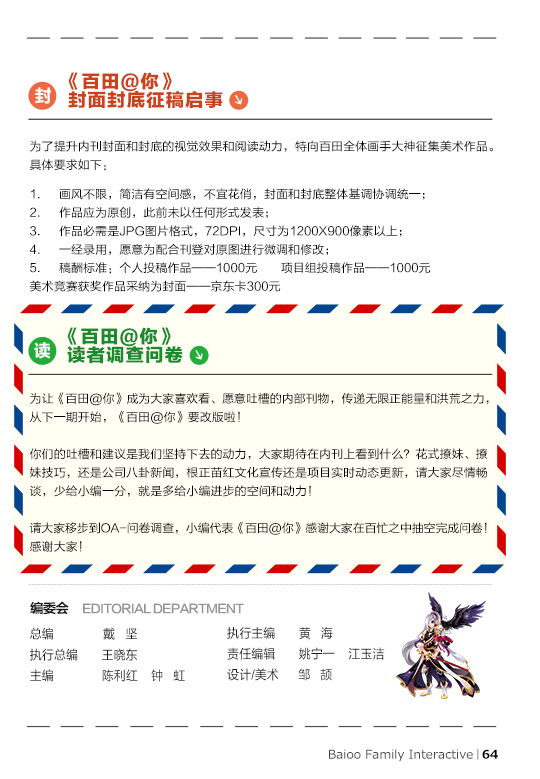 封
《百田@你》
封面封底征稿启事
为了提升内刊封面和封底的视觉效果和阅读动力，特向百田全体画手大神征集美术作品。
具体要求如下；
1. 画风不限，简洁有空间感，不宜花俏，封面和封底整体基调协调统一；
2. 作品应为原创，此前未以任何形式发表；
3. 作品必需是JPG图片格式，72DPI，尺寸为1200X900像素以上；
4. 一经录用，愿意为配合刊登对原图进行微调和修改；
5. 稿酬标准；个人投稿作品——1000元 项目组投稿作品——1000元
美术竞赛获奖作品采纳为封面——京东卡300元
读
《百田@你》
读者调查问卷
为让《百田@你》成为大家喜欢看、愿意吐槽的内部刊物，传递无限正能量和洪荒之力，
从下一期开始，《百田@你》要改版啦！
你们的吐槽和建议是我们坚持下去的动力，大家期待在内刊上看到什么？花式撩妹、撩
妹技巧，还是公司八卦新闻，根正苗红文化宣传还是项目实时动态更新，请大家尽情畅
谈，少给小编一分，就是多给小编进步的空间和动力！
请大家移步到OA-问卷调查，小编代表《百田@你》感谢大家在百忙之中抽空完成问卷！
感谢大家！
编委会 EDITORIAL DEPARTMENT
总编 戴 坚 执行主编 黄 海
执行总编 王晓东 责任编辑 姚宁一 江玉洁
主编 陈利红 钟 虹 设计/美术 邹 颉
Baioo Family Interactive | 64